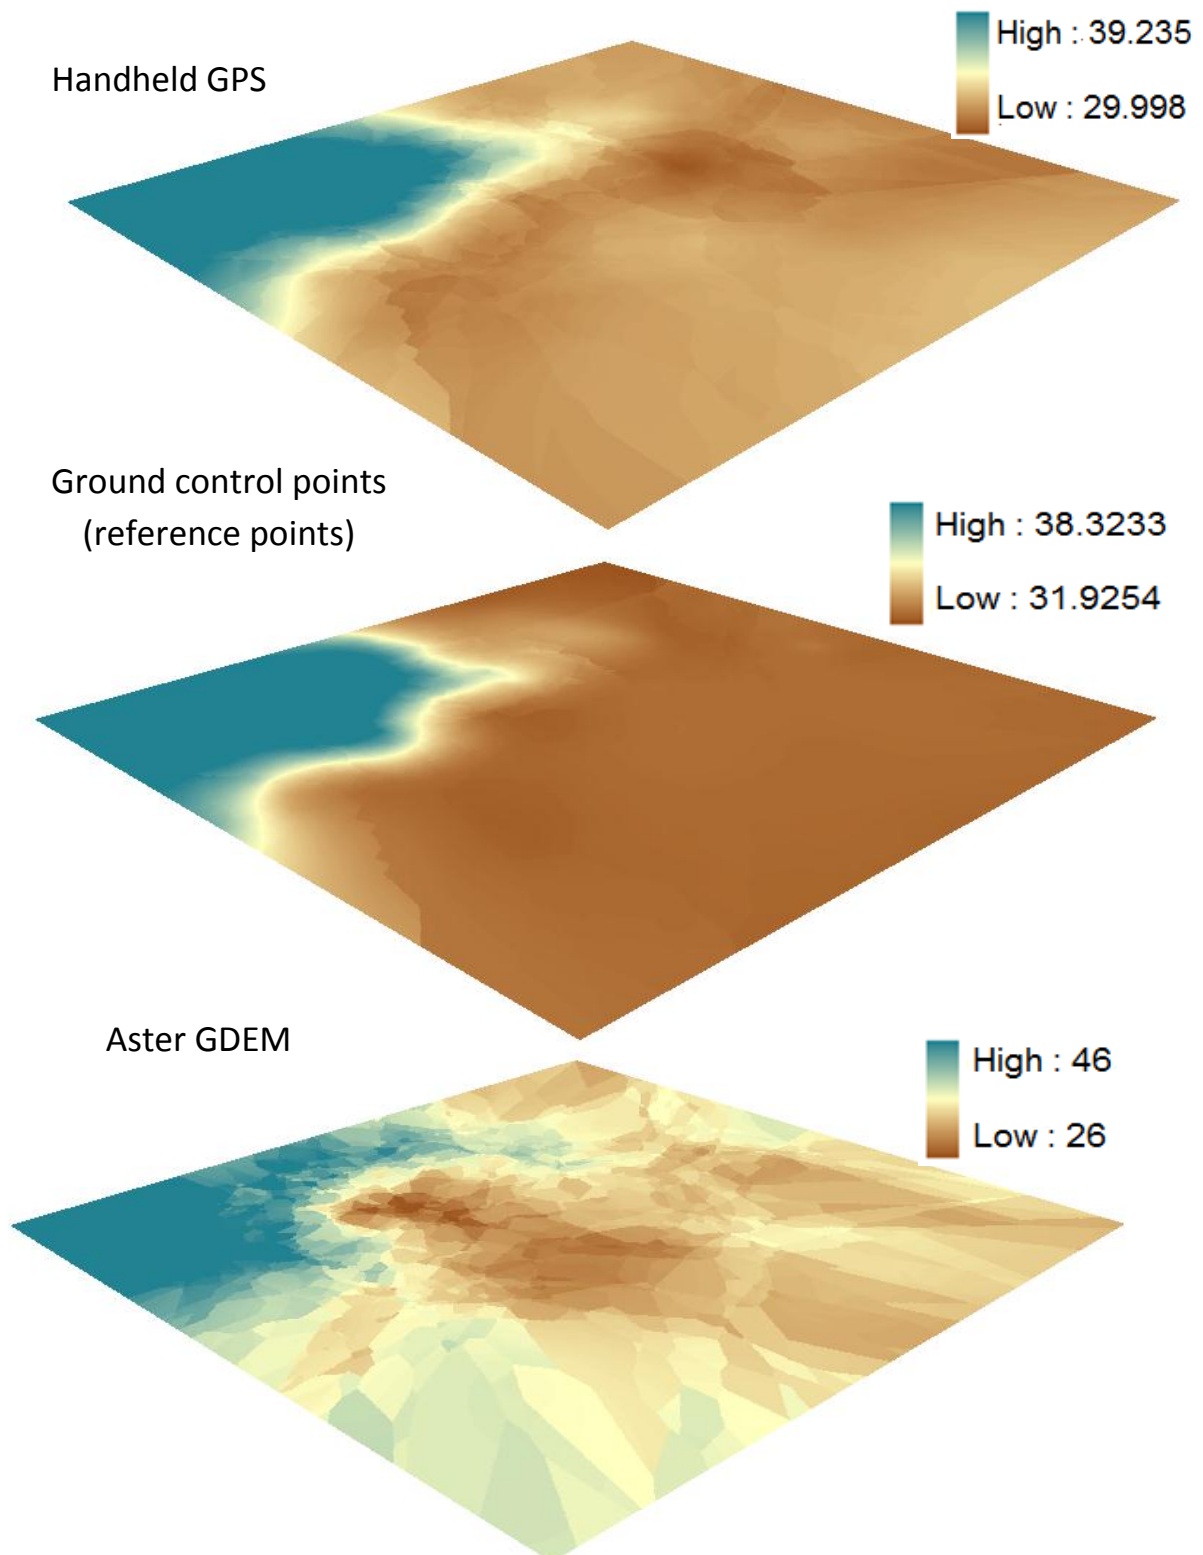 Handheld GPS
High : 39.235
Low : 29.998
Ground control points
(reference points)
High : 38.3233
Low : 31.9254
Aster GDEM
High : 46
Low : 26